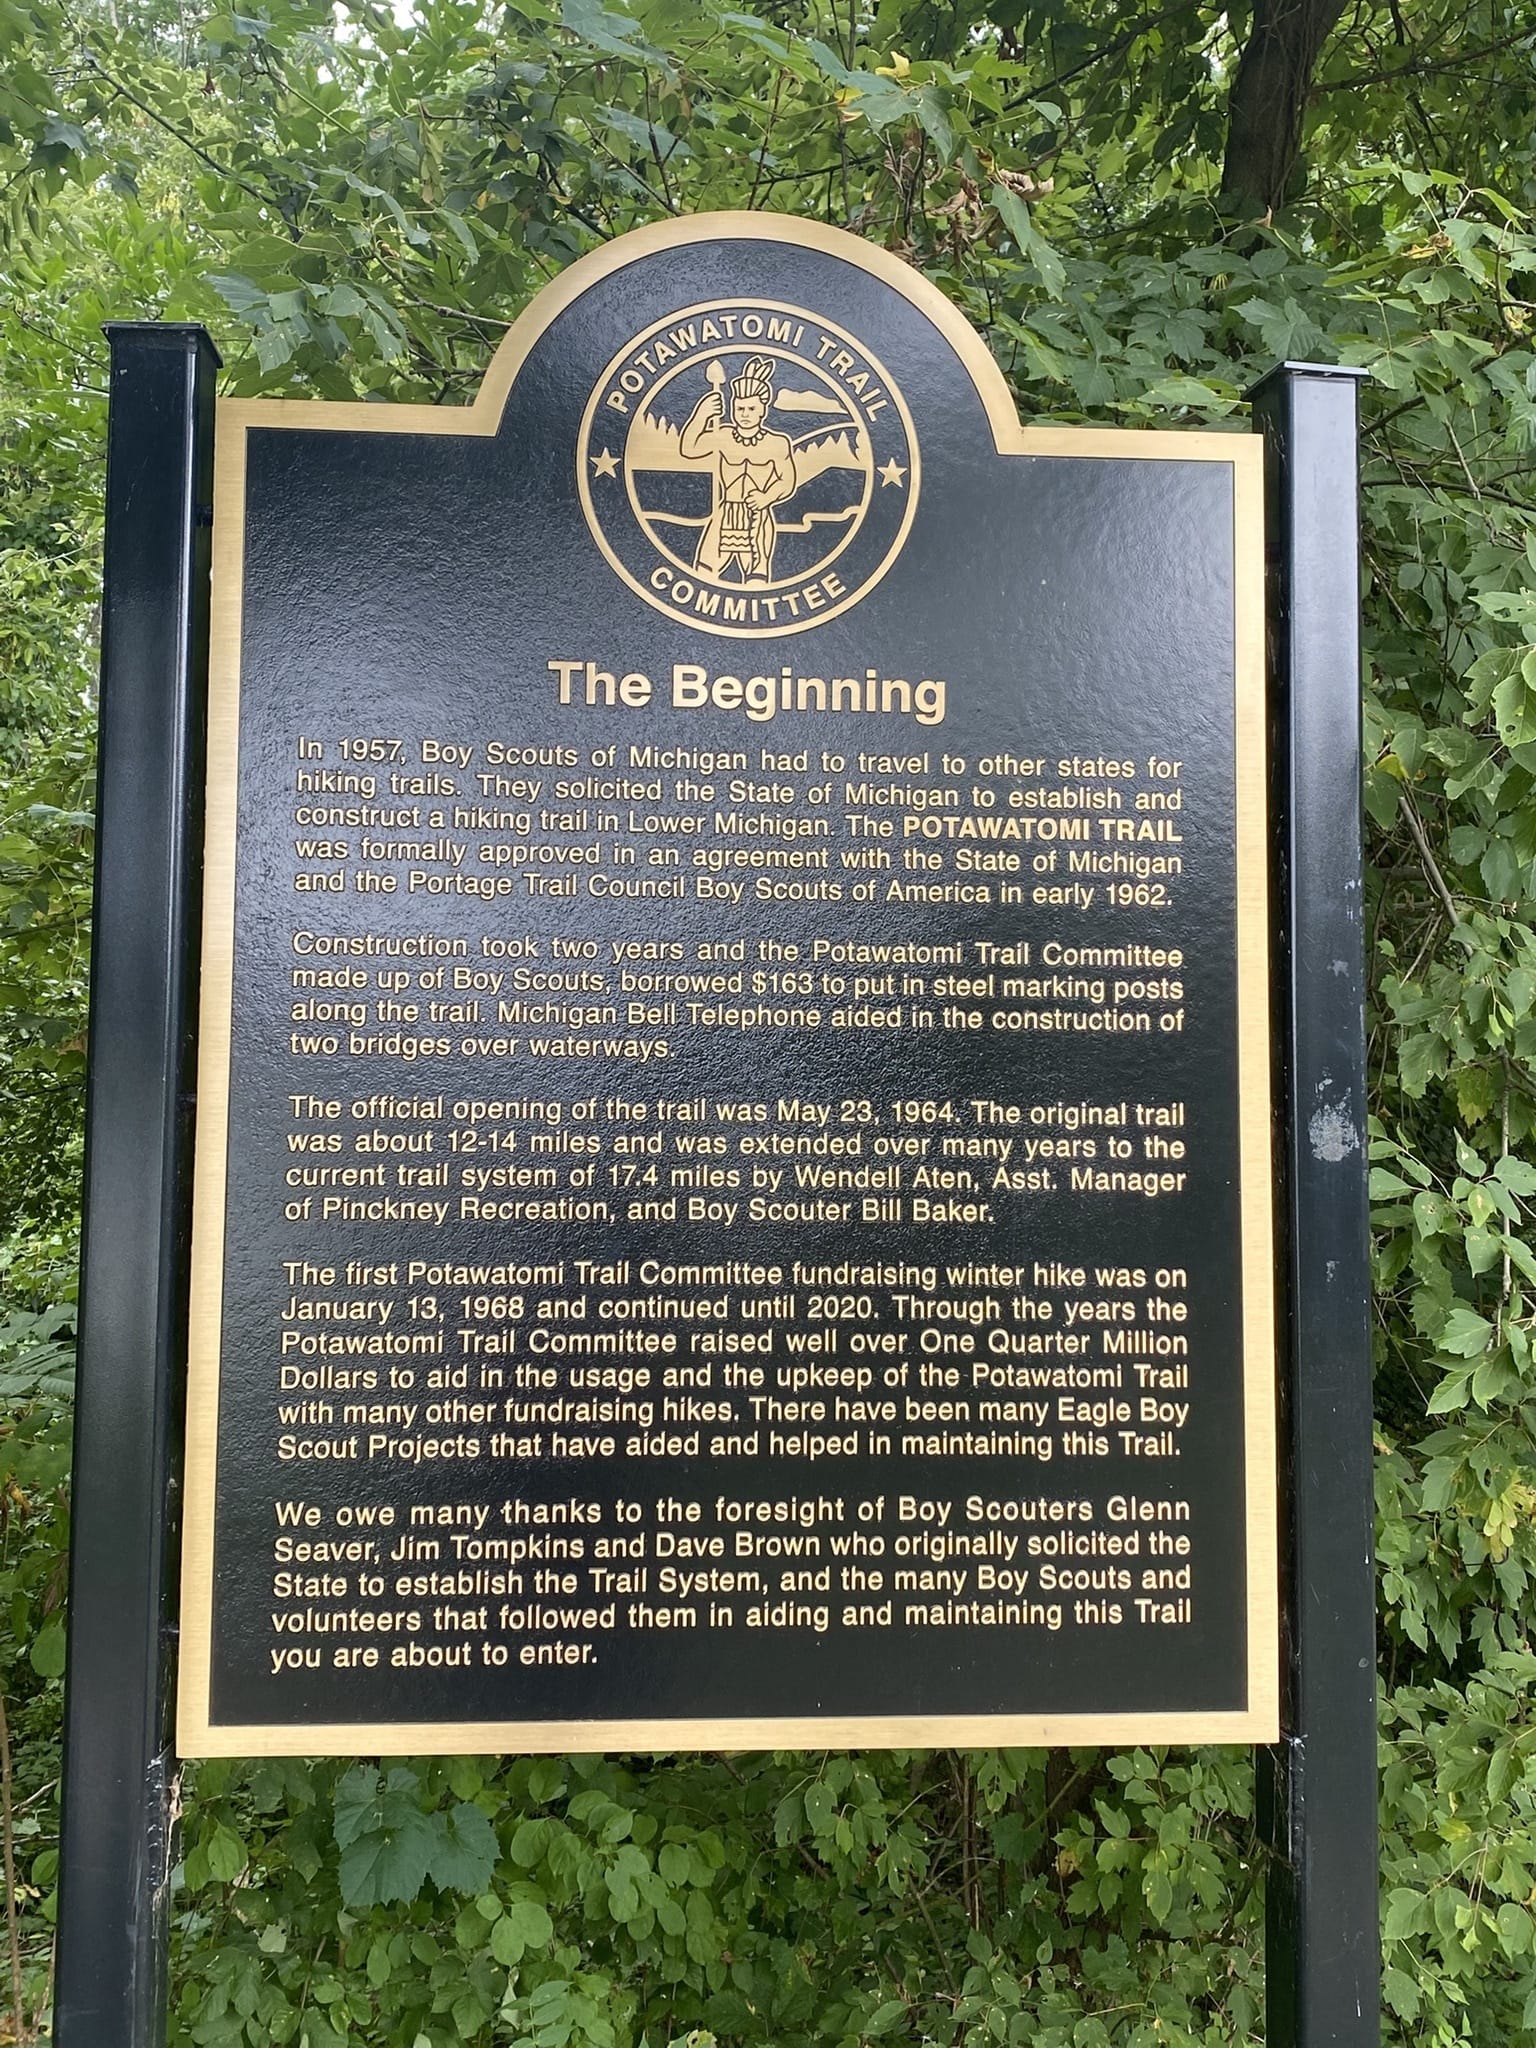 POTAWATOMI TRAIL
COMMITTEE
The Beginning
In 1957, Boy Scouts of Michigan had to travel to other states for
hiking trails. They solicited the State of Michigan to establish and
construct a hiking trail in Lower Michigan. The POTAWATOMI TRAIL
was formally approved in an agreement with the State of Michigan
and the Portage Trail Council Boy Scouts of America in early 1962.
Construction took two years and the Potawatomi Trail Committee
made up of Boy Scouts, borrowed $163 to put in steel marking posts
along the trail. Michigan Bell Telephone aided in the construction of
two bridges over waterways.
The official opening of the trail was May 23, 1964. The original trail
was about 12-14 miles and was extended over many years to the
current trail system of 17.4 miles by Wendell Aten, Asst. Manager
of Pinckney Recreation, and Boy Scouter Bill Baker.
The first Potawatomi Trail Committee fundraising winter hike was on
January 13, 1968 and continued until 2020. Through the years the
Potawatomi Trail Committee raised well over One Quarter Million
Dollars to aid in the usage and the upkeep of the Potawatomi Trail
with many other fundraising hikes. There have been many Eagle Boy
Scout Projects that have aided and helped in maintaining this Trail.
We owe many thanks to the foresight of Boy Scouters Glenn
Seaver, Jim Tompkins and Dave Brown who originally solicited the
State to establish the Trail System, and the many Boy Scouts and
volunteers that followed them in aiding and maintaining this Trail
you are about to enter.